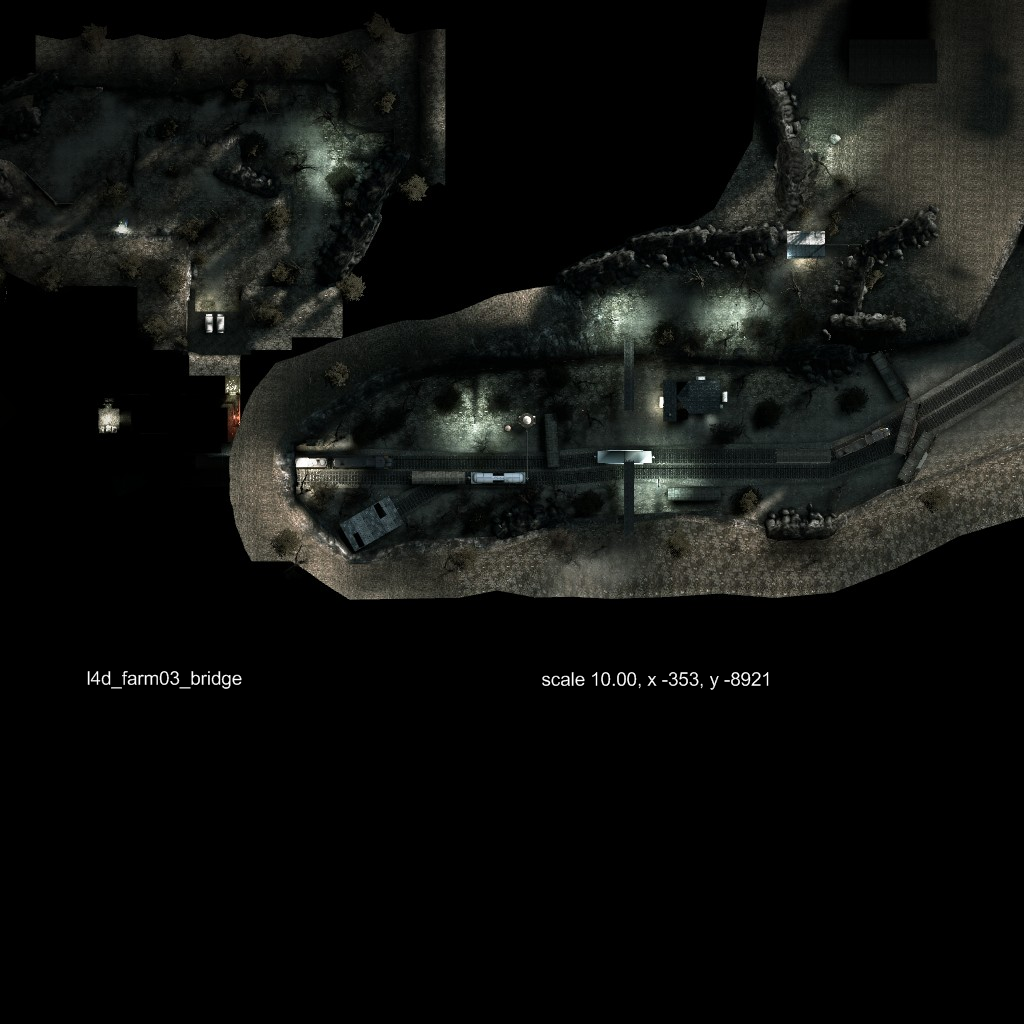 l4d_farm03_bridge
scale 10.00, x -353, y -8921